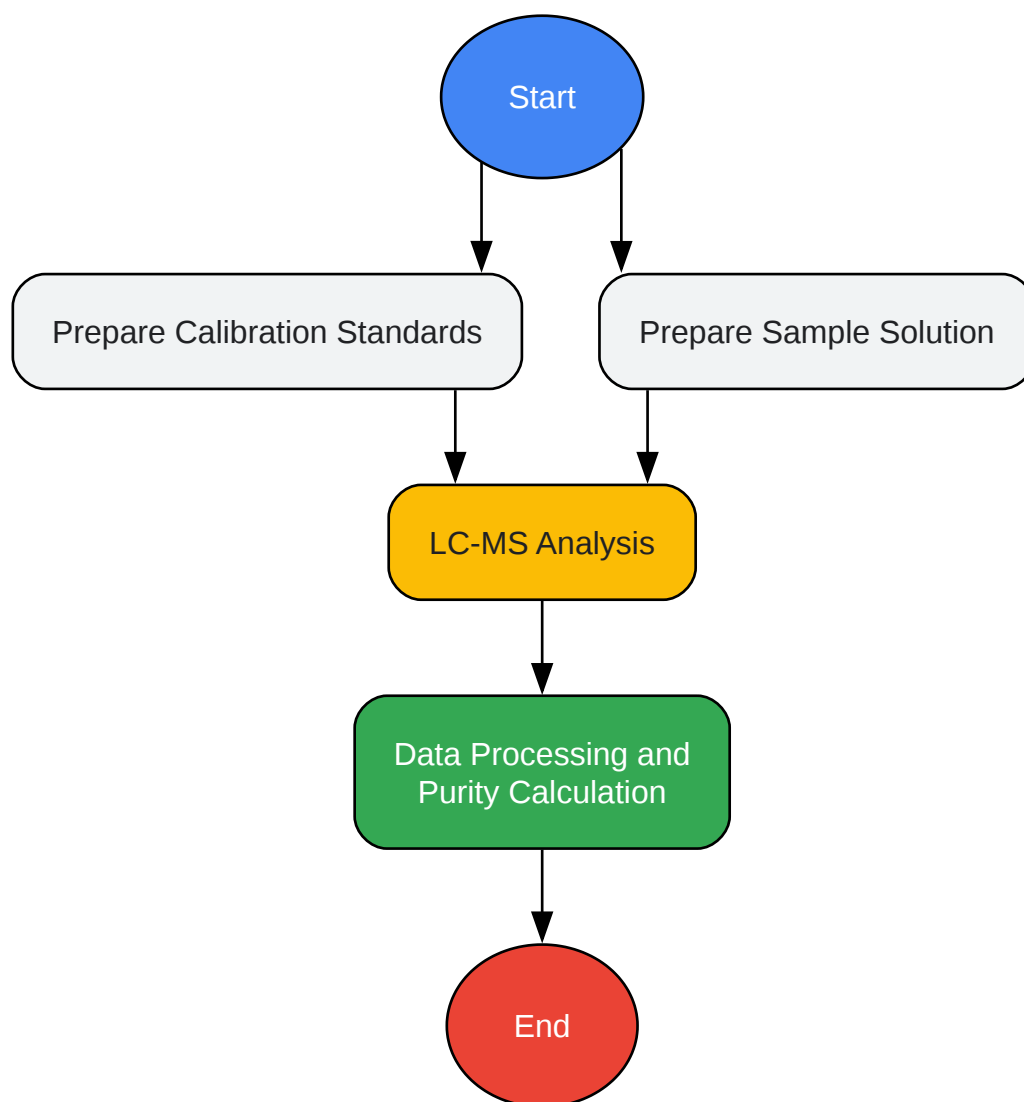 Start
Prepare Calibration Standards
Prepare Sample Solution
LC-MS Analysis
Data Processing and
Purity Calculation
End